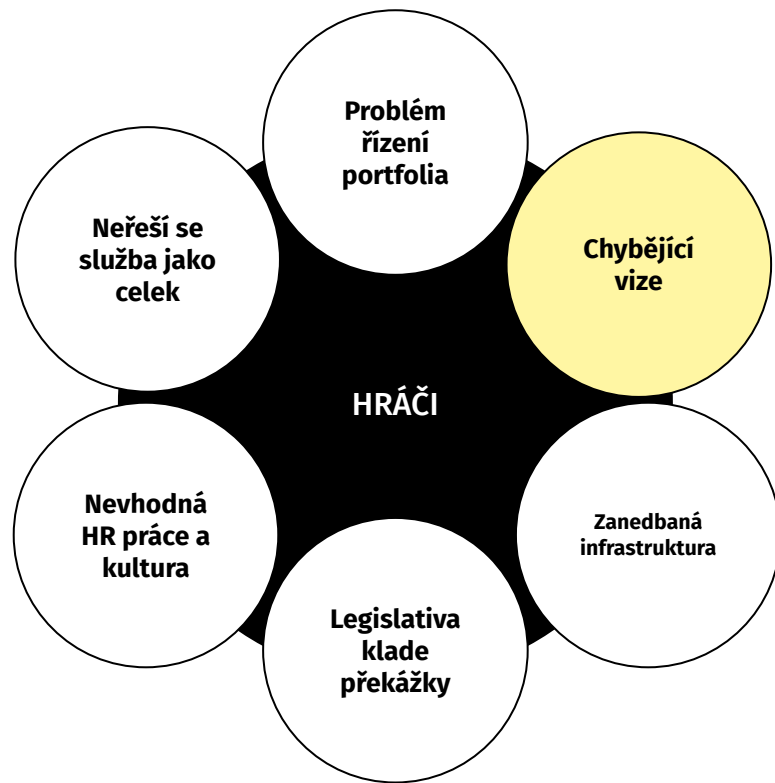 Problém
řízení
portfolia
Neřeší se
služba jako
celek
Chybějící
vize
HRÁČI
Nevhodná
HR práce a
kultura
Zanedbaná
infrastruktura
Legislativa
klade
překážky